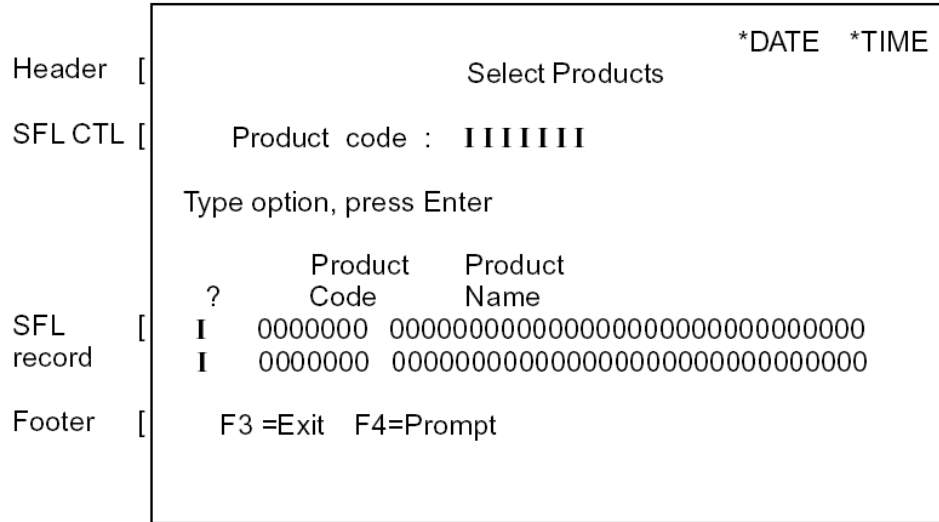 *DATE *TIME
Header [ Select Products
SFL CTL [ Product code : IIIIIII
Type option, press Enter
Product Product
? Code Name
SFL [ I 0000000 000000000000000000000000000000
record I 0000000 000000000000000000000000000000
Footer [ F3 =Exit F4=Prompt